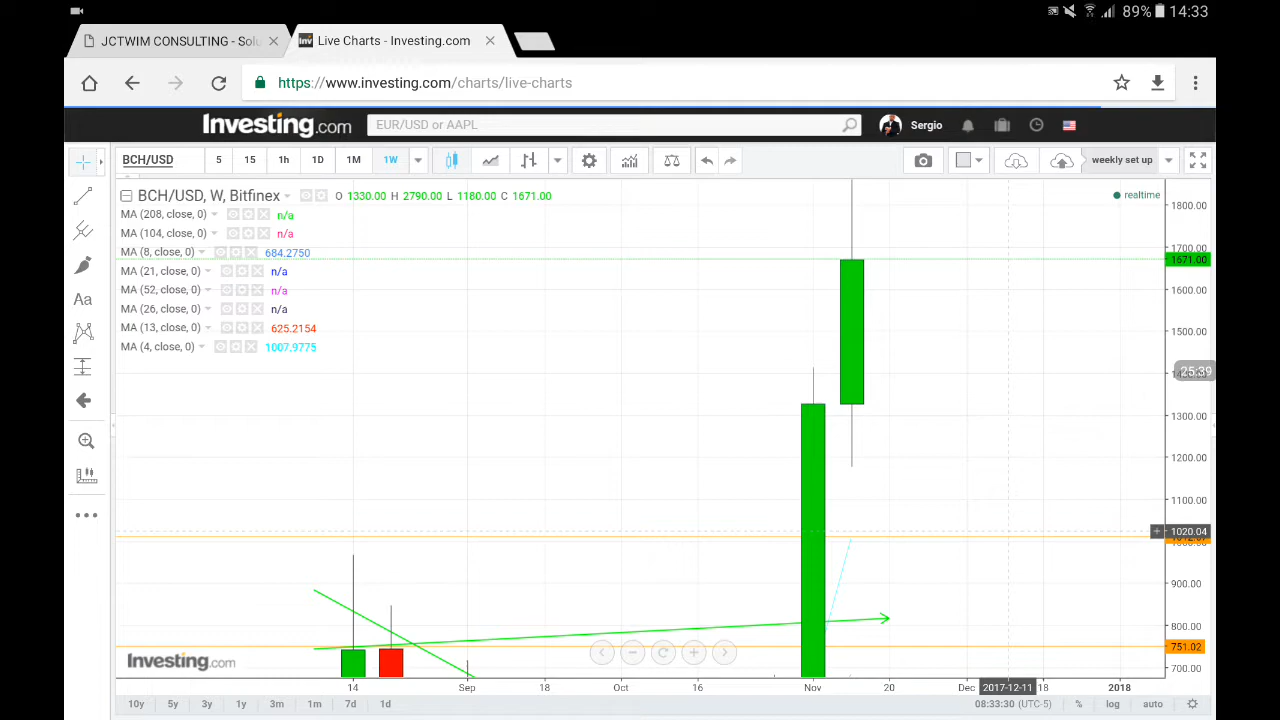 89% 14:33
JCTWIM CONSULTING - Solu
Live Charts - Investing.com
https://www.investing.com/charts/live-charts
Investing.com
EUR/USD or AAPL
Sergio
BCH/USD 5 15 1h 1D 1M 1W
weekly set up
BCH/USD, W, Bitfinex O 1330.00 H 2790.00 L 1180.00 C 1671.00
realtime
MA (208, close, 0) n/a
MA (104, close, 0) n/a
MA (8, close, 0) 684.2750
MA (21, close, 0) n/a
MA (52, close, 0) n/a
MA (26, close, 0) n/a
MA (13, close, 0) 625.2154
MA (4, close, 0) 1007.9775
Aa
1800.00
1700.00
1671.00
1600.00
1500.00
25:39
1300.00
1200.00
1100.00
1020.04
900.00
800.00
751.02
700.00
Investing.com
14 Sep 18 Oct 16 Nov 20 Dec 2017-12-11 18 2018
10y 5y 3y 1y 3m 1m 7d 1d
08:33:30 (UTC-5) % log auto